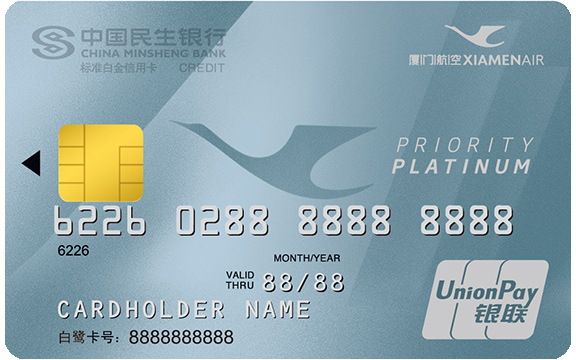 中国民生银行
CHINA MINSHENG BANK
标准白金信用卡 CREDIT
厦门航空 XIAMENAIR
PRIORITY
PLATINUM
6226 0288 8888 8888
6226
MONTH/YEAR
VALID THRU 88/88
CARDHOLDER NAME
白鹭卡号: 8888888888
UnionPay
银联